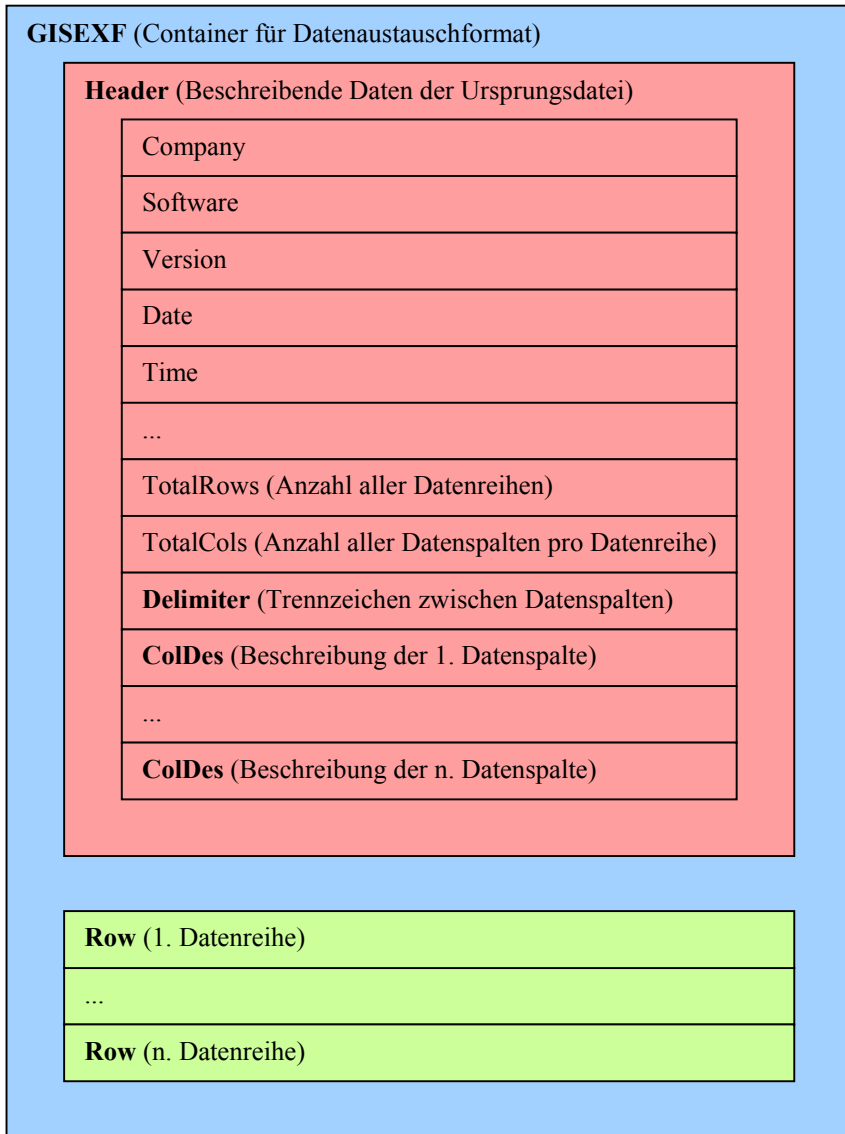 GISEXF (Container für Datenaustauschformat)
Header (Beschreibende Daten der Ursprungsdatei)
Company
Software
Version
Date
Time
...
TotalRows (Anzahl aller Datenreihen)
TotalCols (Anzahl aller Datenspalten pro Datenreihe)
Delimiter (Trennzeichen zwischen Datenspalten)
ColDes (Beschreibung der 1. Datenspalte)
...
ColDes (Beschreibung der n. Datenspalte)
Row (1. Datenreihe)
...
Row (n. Datenreihe)